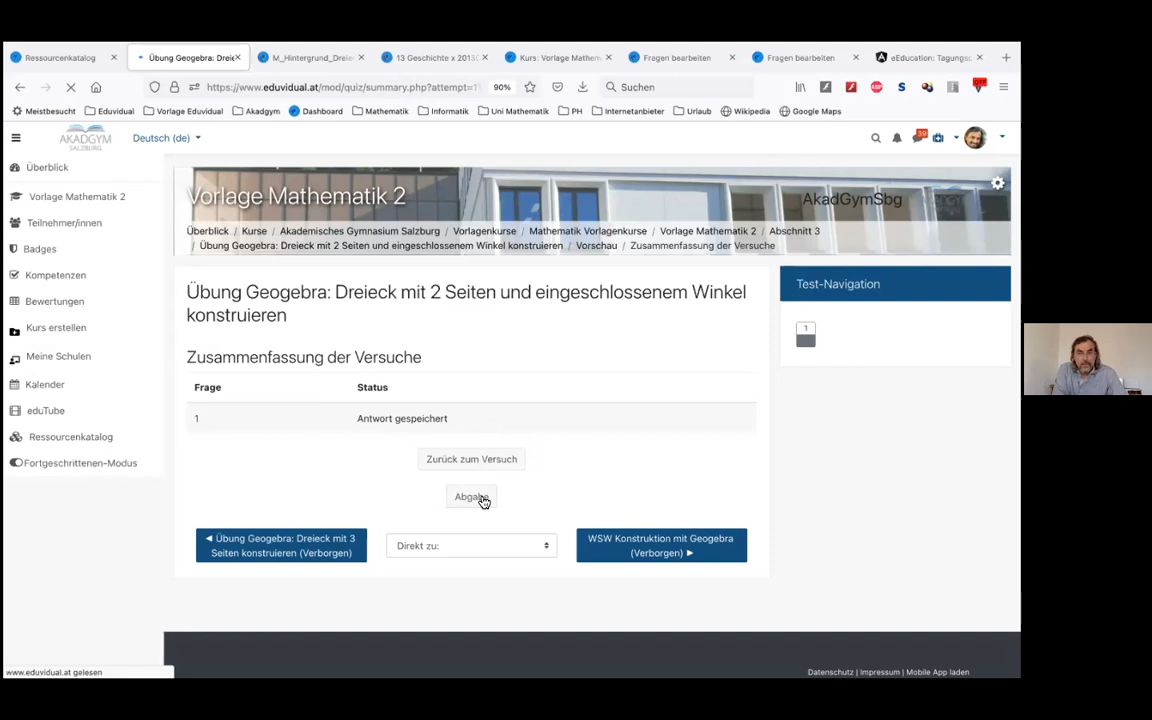 Ressourcenkatalog
Übung Geogebra: Dreiec
M_Hintergrund_Dreie
13 Geschichte x 2013
Kurs: Vorlage Mathem
Fragen bearbeiten
Fragen bearbeiten
eEducation: Tagungs
https://www.eduvidual.at/mod/quiz/summary.php?attempt=1
90%
Suchen
ABP
S
OFF
Meistbesucht
Eduvidual
Vorlage Eduvidual
Akadgym
Dashboard
Mathematik
Informatik
Uni Mathematik
PH
Internetanbieter
Urlaub
Wikipedia
Google Maps
AKADGYM
SALZBURG
Deutsch (de)
39
Überblick
Vorlage Mathematik 2
Teilnehmer/innen
Badges
Kompetenzen
Bewertungen
Kurs erstellen
Meine Schulen
Kalender
eduTube
Ressourcenkatalog
Fortgeschrittenen-Modus
Vorlage Mathematik 2
AkadGymSbg
Überblick / Kurse / Akademisches Gymnasium Salzburg / Vorlagenkurse / Mathematik Vorlagenkurse / Vorlage Mathematik 2 / Abschnitt 3
/ Übung Geogebra: Dreieck mit 2 Seiten und eingeschlossenem Winkel konstruieren / Vorschau / Zusammenfassung der Versuche
Übung Geogebra: Dreieck mit 2 Seiten und eingeschlossenem Winkel
konstruieren
Zusammenfassung der Versuche
Frage Status
1 Antwort gespeichert
Zurück zum Versuch
Abgabe
◄ Übung Geogebra: Dreieck mit 3
Seiten konstruieren (Verborgen)
Direkt zu:
WSW Konstruktion mit Geogebra
(Verborgen) ►
Test-Navigation
1
www.eduvidual.at gelesen
Datenschutz | Impressum | Mobile App laden